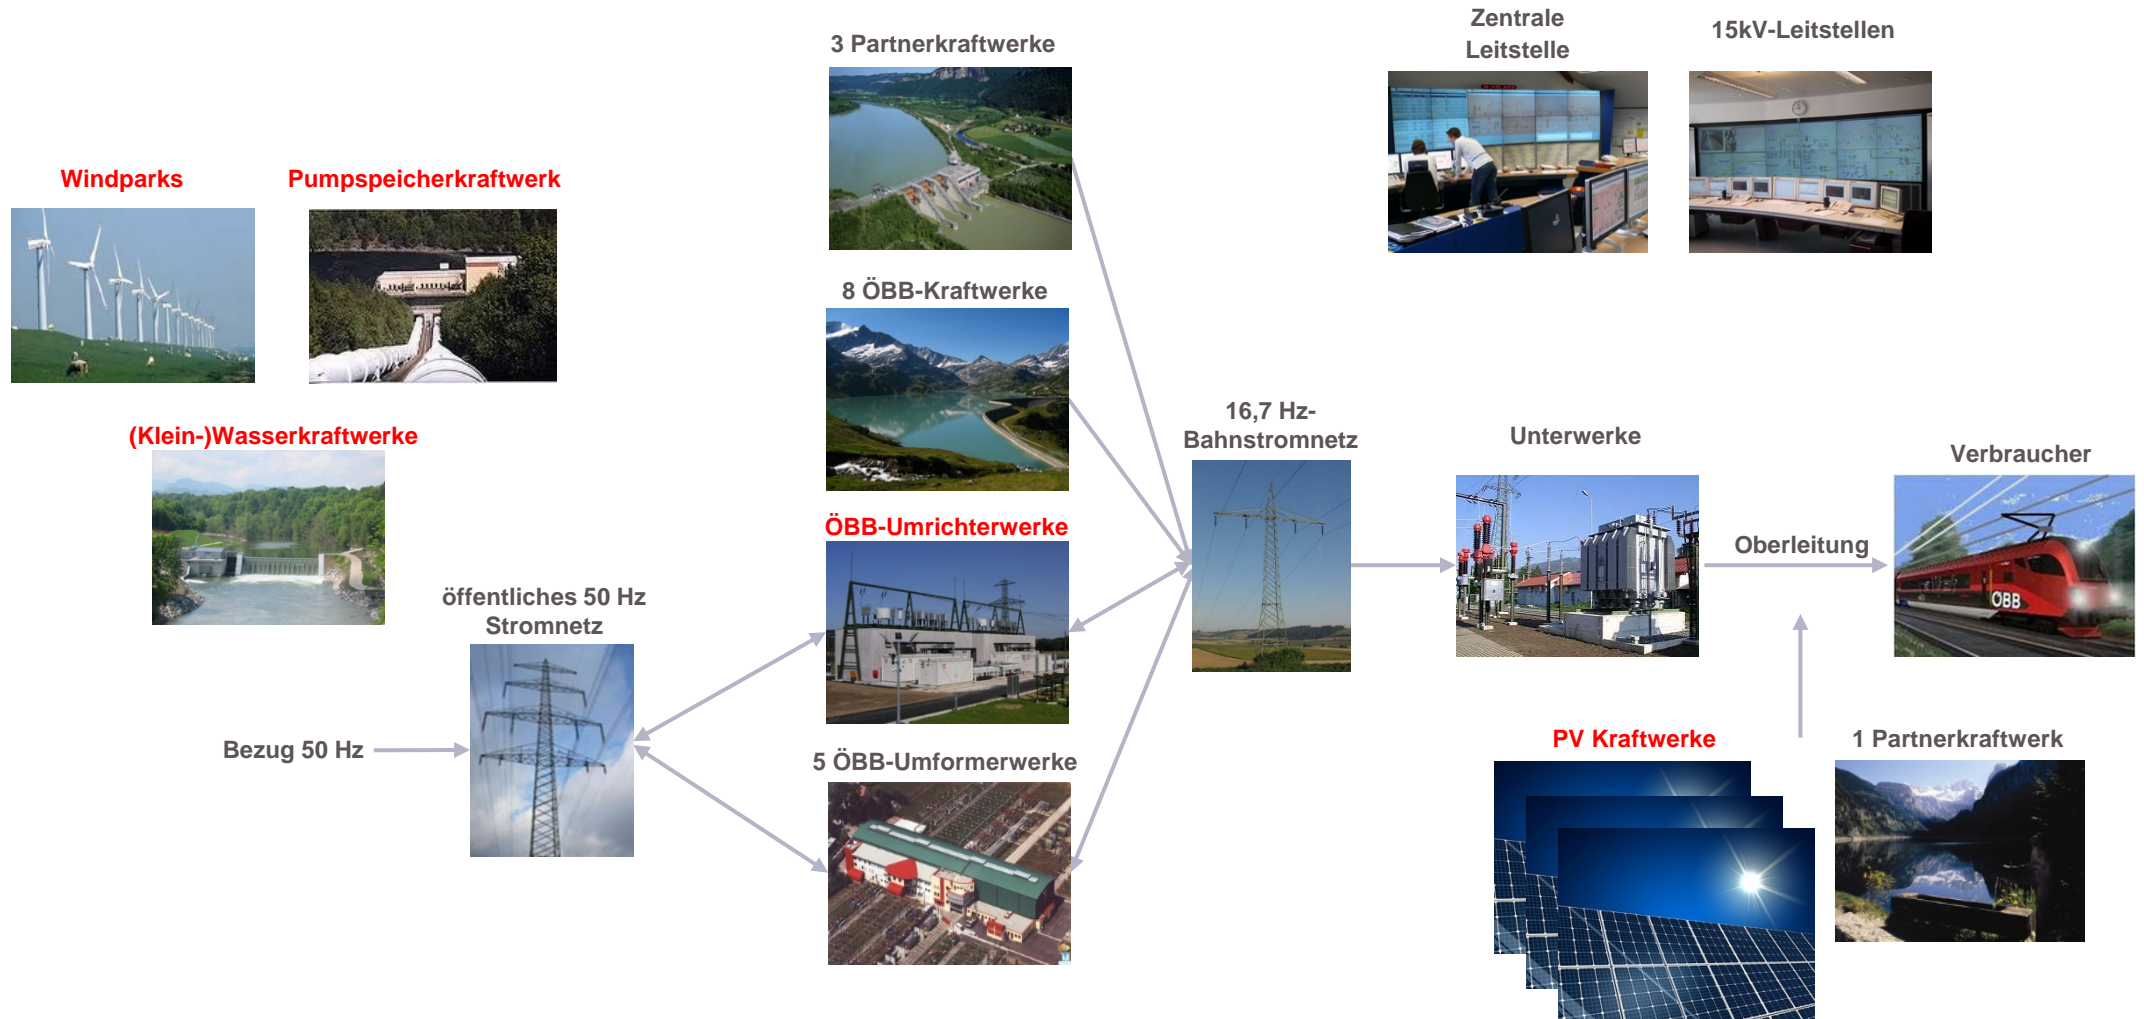 Zentrale
Leitstelle
15kV-Leitstellen
3 Partnerkraftwerke
Windparks
Pumpspeicherkraftwerk
8 ÖBB-Kraftwerke
(Klein-)Wasserkraftwerke
16,7 Hz-
Bahnstromnetz
Unterwerke
Verbraucher
ÖBB-Umrichterwerke
Oberleitung
ÖBB
öffentliches 50 Hz
Stromnetz
Bezug 50 Hz
5 ÖBB-Umformerwerke
PV Kraftwerke
1 Partnerkraftwerk